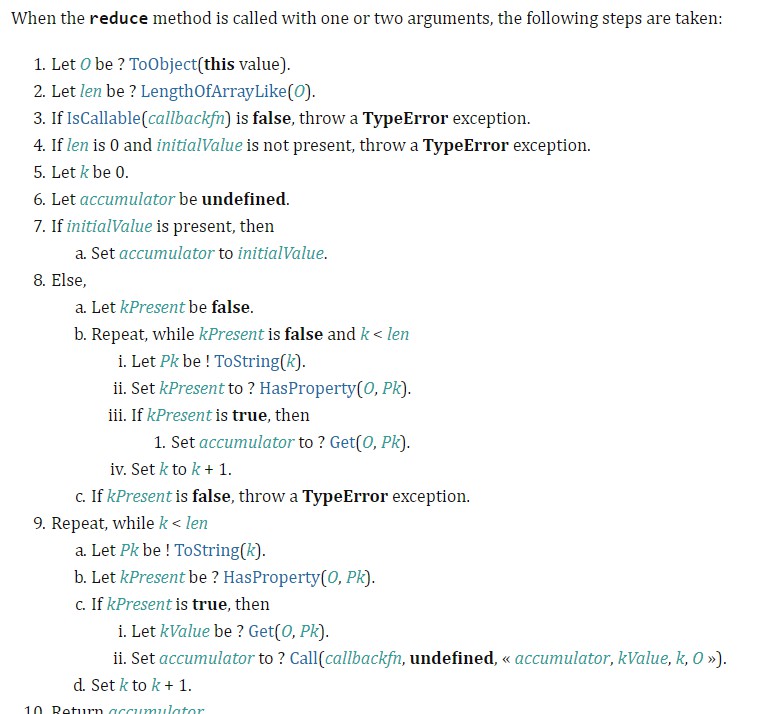 When the reduce method is called with one or two arguments, the following steps are taken:
1. Let O be ? ToObject(this value).
2. Let len be ? LengthOfArrayLike(O).
3. If IsCallable(callbackfn) is false, throw a TypeError exception.
4. If len is 0 and initialValue is not present, throw a TypeError exception.
5. Let k be 0.
6. Let accumulator be undefined.
7. If initialValue is present, then
a. Set accumulator to initialValue.
8. Else,
a. Let kPresent be false.
b. Repeat, while kPresent is false and k < len
i. Let Pk be ! ToString(k).
ii. Set kPresent to ? HasProperty(O, Pk).
iii. If kPresent is true, then
1. Set accumulator to ? Get(O, Pk).
iv. Set k to k + 1.
c. If kPresent is false, throw a TypeError exception.
9. Repeat, while k < len
a. Let Pk be ! ToString(k).
b. Let kPresent be ? HasProperty(O, Pk).
c. If kPresent is true, then
i. Let kValue be ? Get(O, Pk).
ii. Set accumulator to ? Call(callbackfn, undefined, « accumulator, kValue, k, O »).
d. Set k to k + 1.
10. Return accumulator